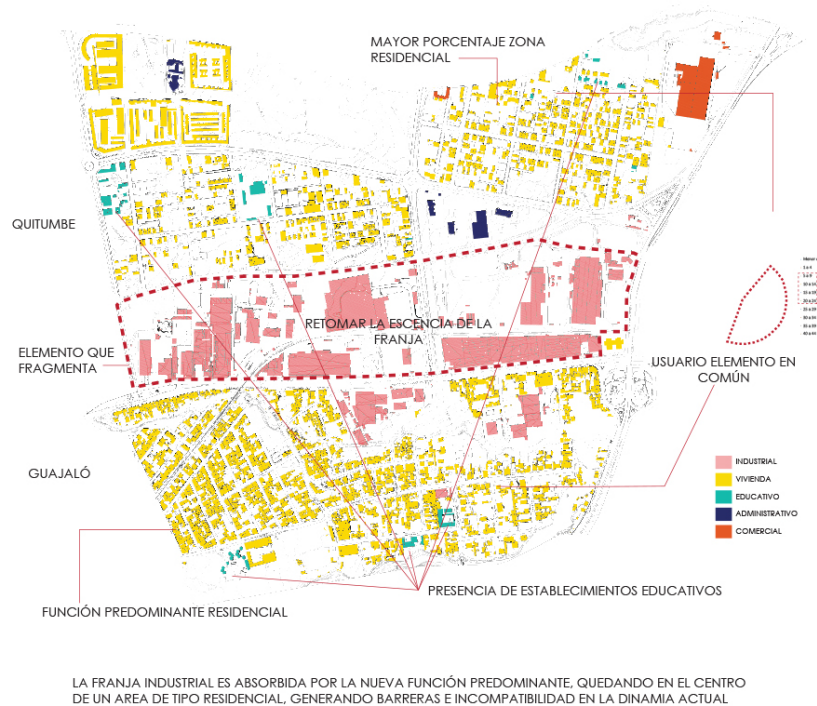 MAYOR PORCENTAJE ZONA
RESIDENCIAL
QUITUMBE
RETOMAR LA ESCENCIA DE LA
FRANJA
ELEMENTO QUE
FRAGMENTA
USUARIO ELEMENTO EN
COMÚN
GUAJALÓ
INDUSTRIAL
VIVIENDA
EDUCATIVO
ADMINISTRATIVO
COMERCIAL
PRESENCIA DE ESTABLECIMIENTOS EDUCATIVOS
FUNCIÓN PREDOMINANTE RESIDENCIAL
LA FRANJA INDUSTRIAL ES ABSORBIDA POR LA NUEVA FUNCIÓN PREDOMINANTE, QUEDANDO EN EL CENTRO
DE UN AREA DE TIPO RESIDENCIAL, GENERANDO BARRERAS E INCOMPATIBILIDAD EN LA DINAMIA ACTUAL